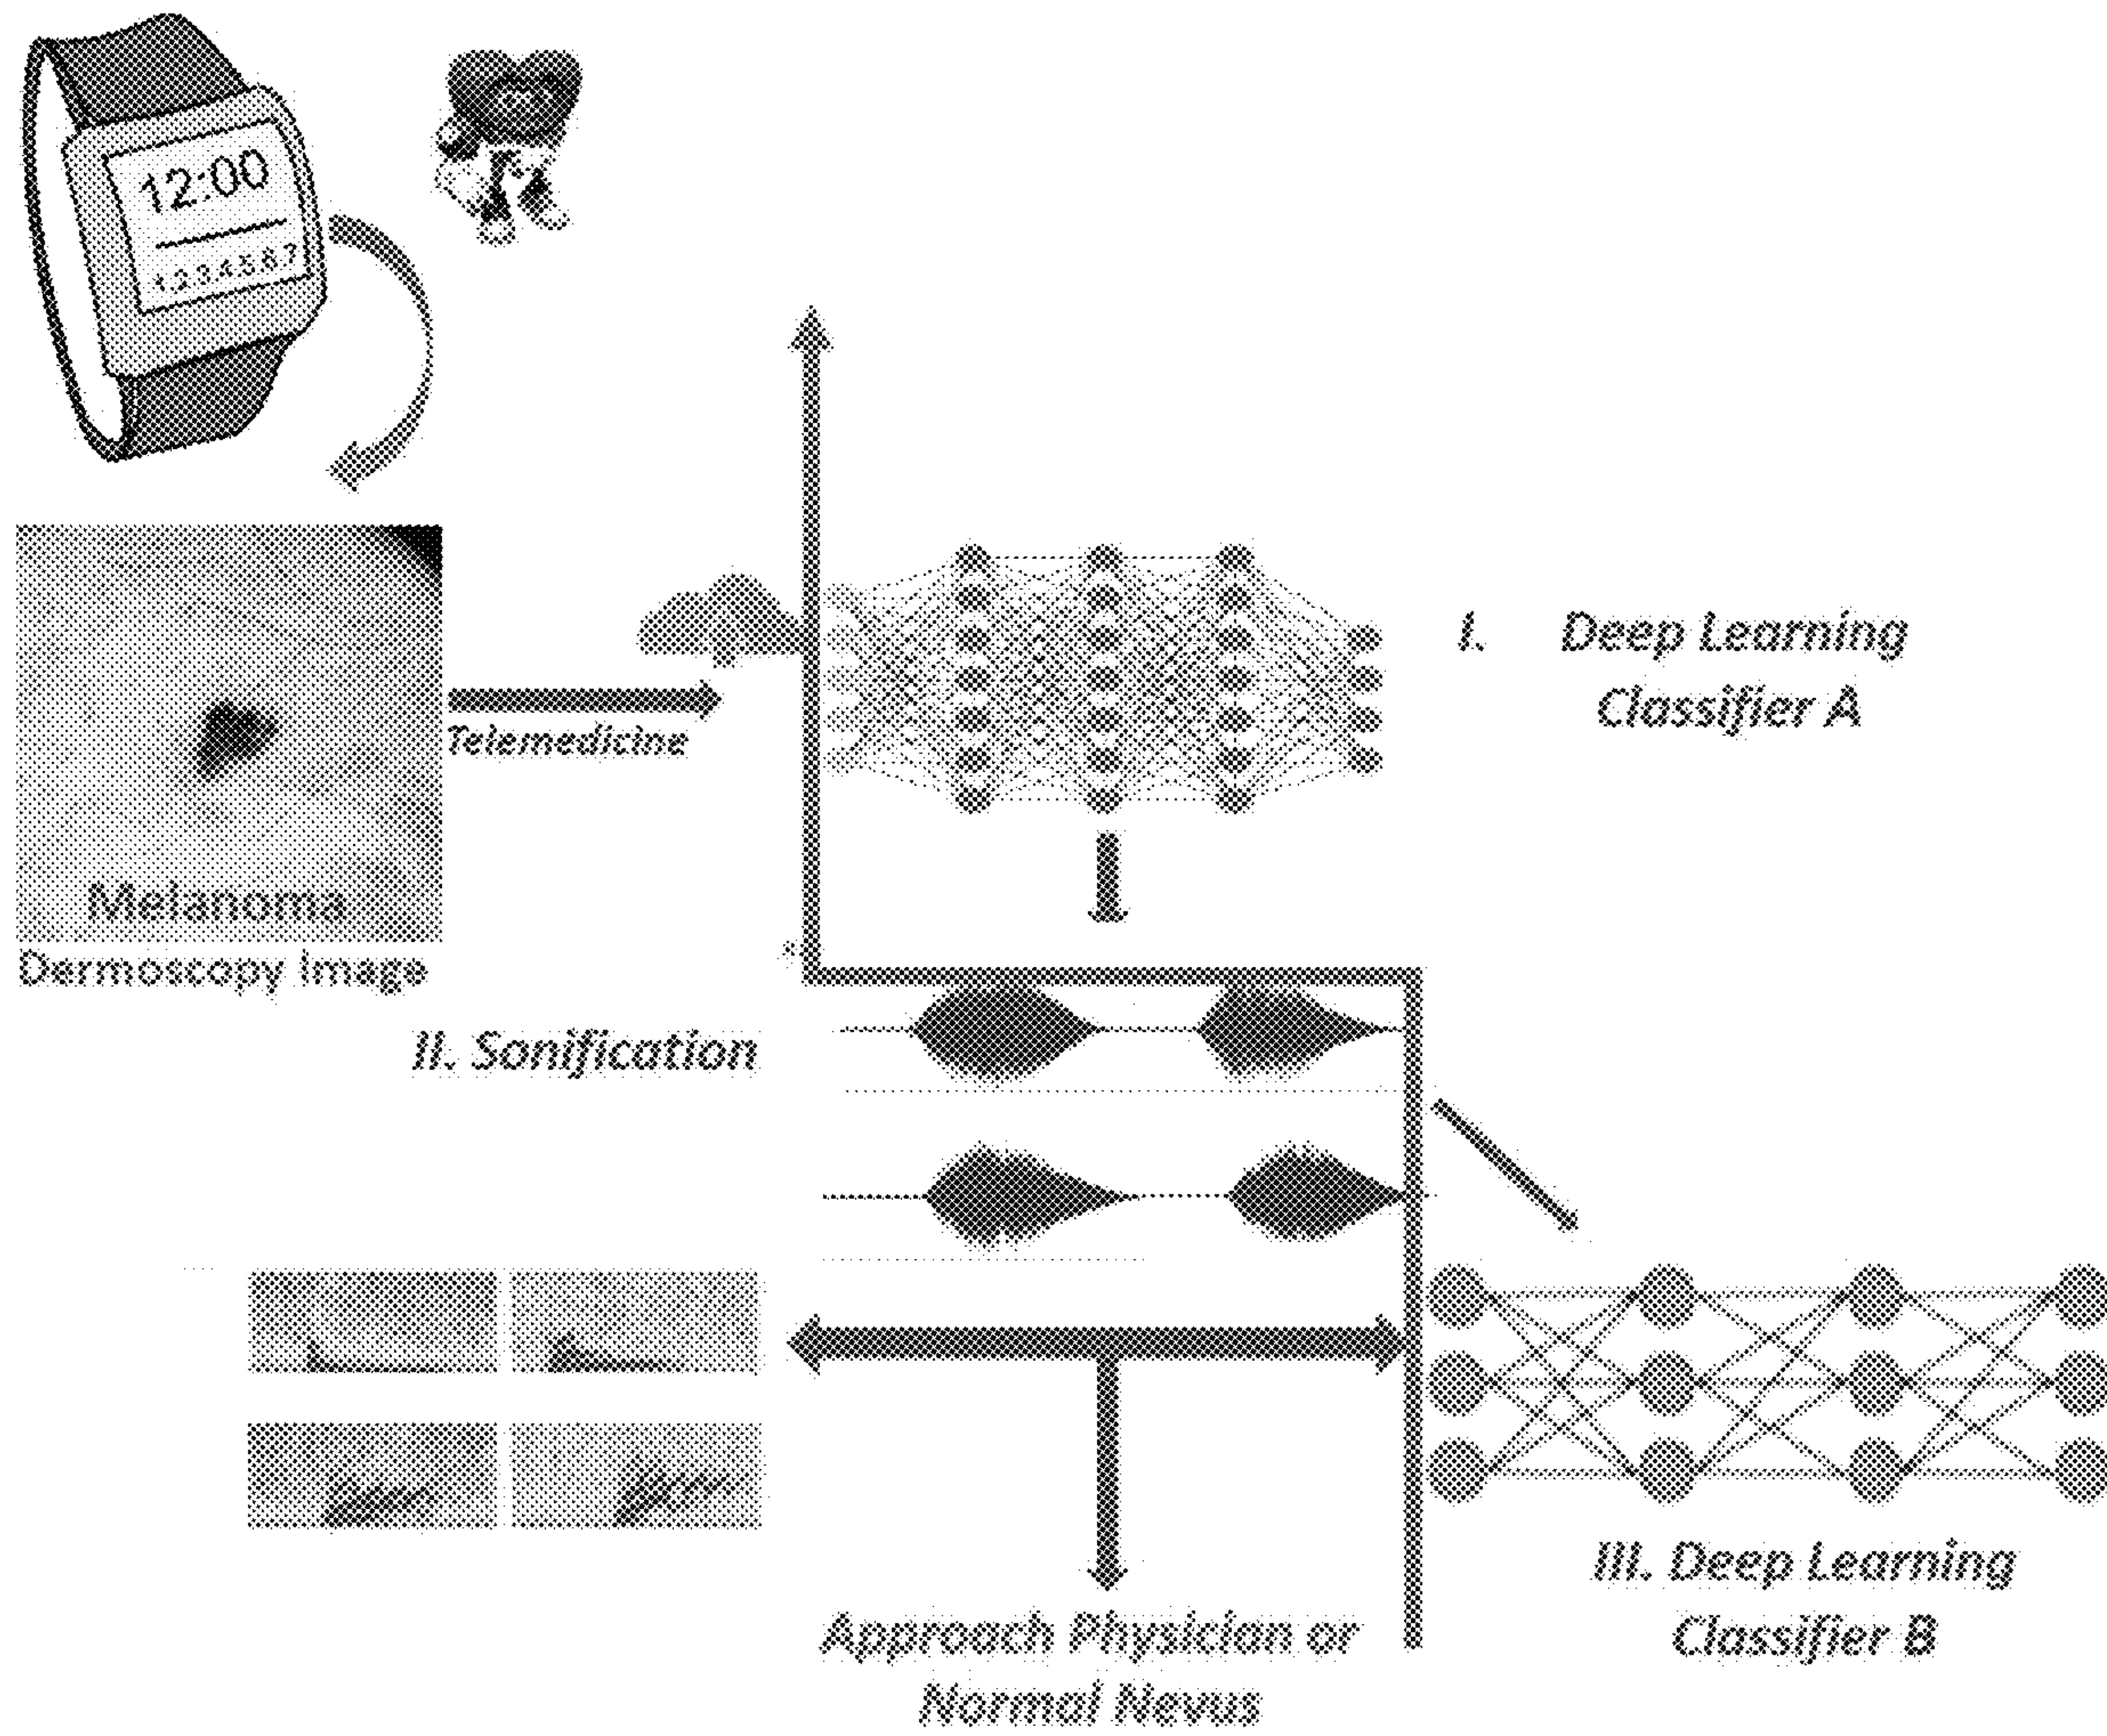 12:00
1 2 3 4 5 6 7
Telemedicine
I. Deep Learning
Classifier A
Melanoma
Dermoscopy Image
II. Sonification
III. Deep Learning
Classifier B
Approach Physician or
Normal Nevus